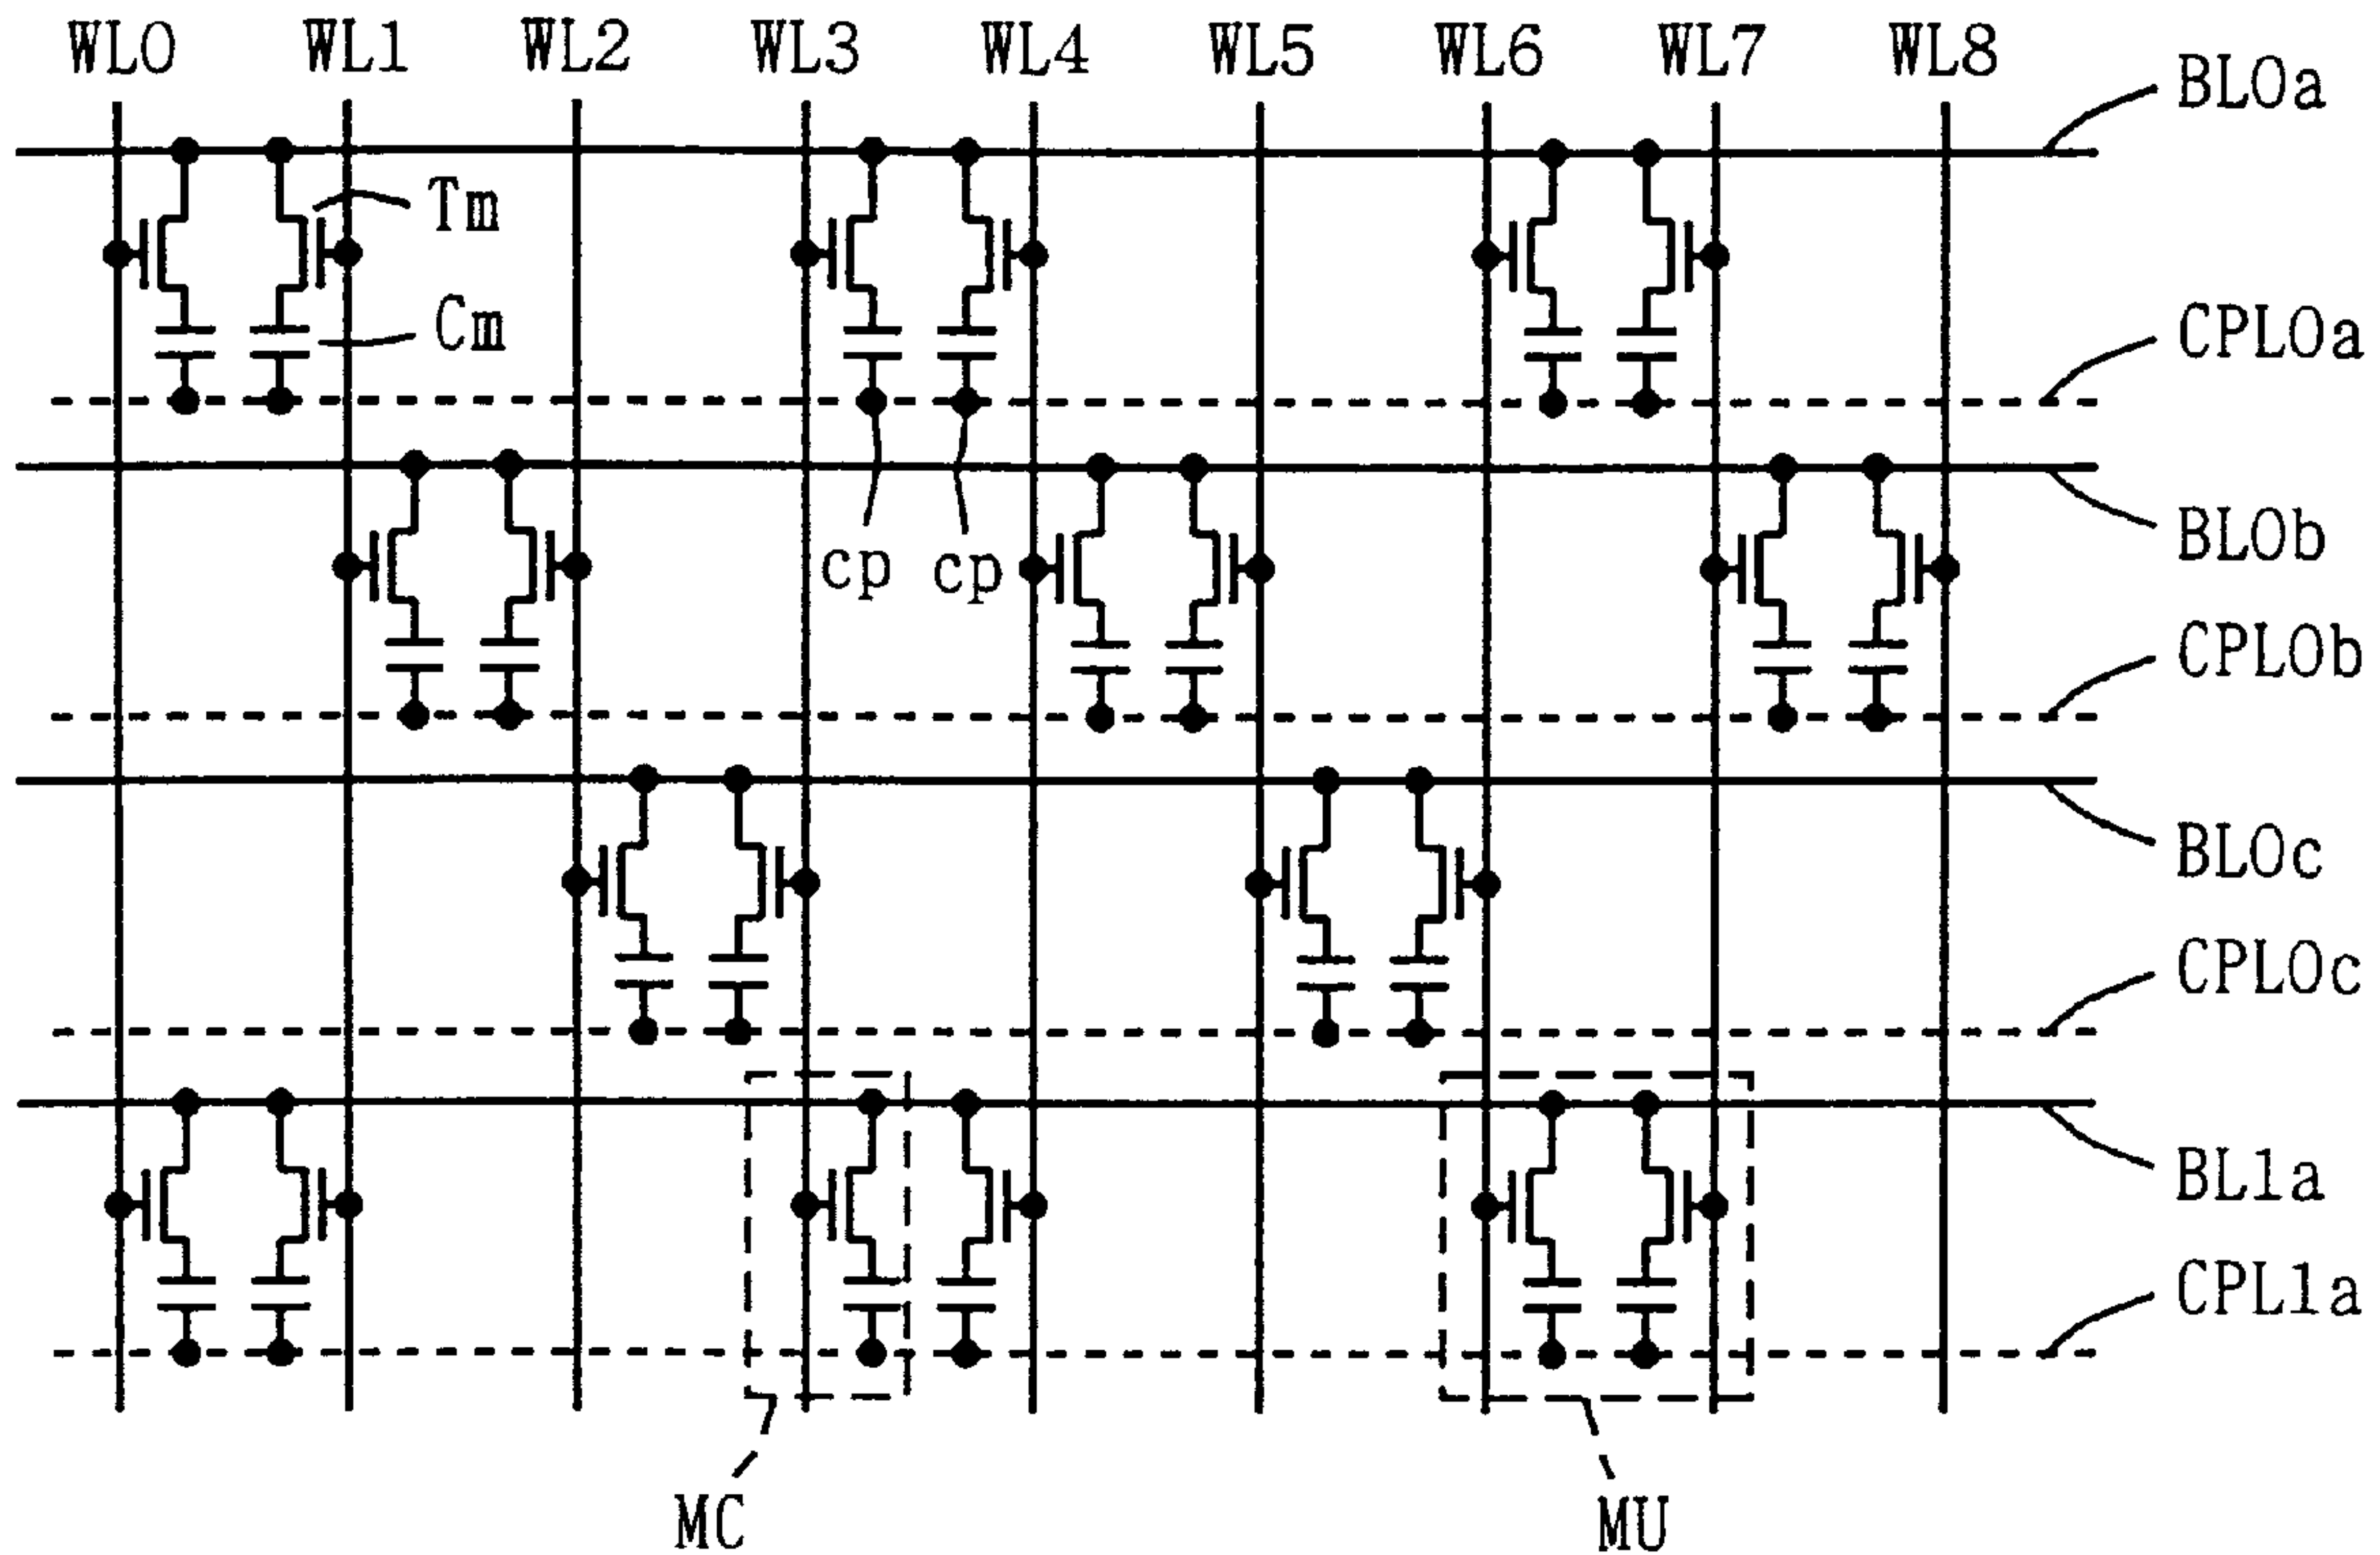 WL0 WL1 WL2 WL3 WL4 WL5 WL6 WL7 WL8
BL0a
Tm
Cm
CPL0a
BL0b
cp cp
CPL0b
BL0c
CPL0c
BL1a
CPL1a
MC
MU